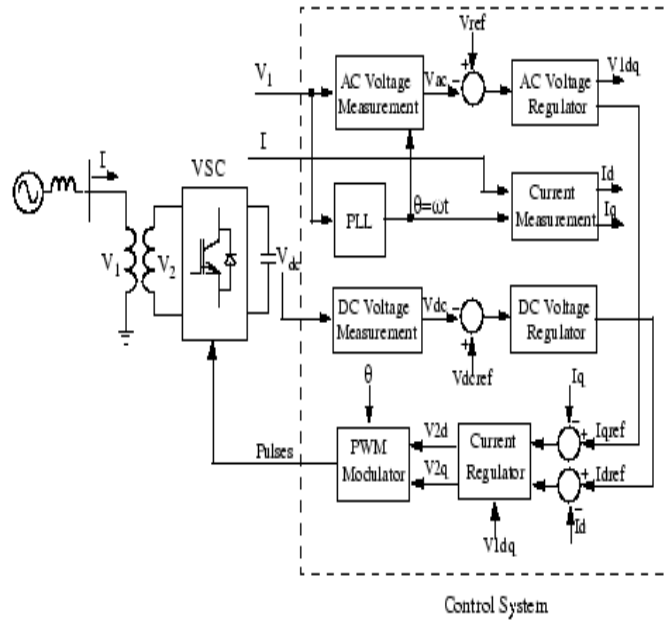 Vref
V1
AC Voltage
Measurement
Vac
−
+
AC Voltage
Regulator
V1dq
I
VSC
I
PLL
θ=ωt
Current
Measurement
Id
Iq
V1
V2
Vdc
DC Voltage
Measurement
Vdc
−
+
Vdcref
DC Voltage
Regulator
θ
Iq
−
+
Iqref
V2d
V2q
PWM
Modulator
Current
Regulator
Pulses
+
Idref
−
Id
V1dq
Control System